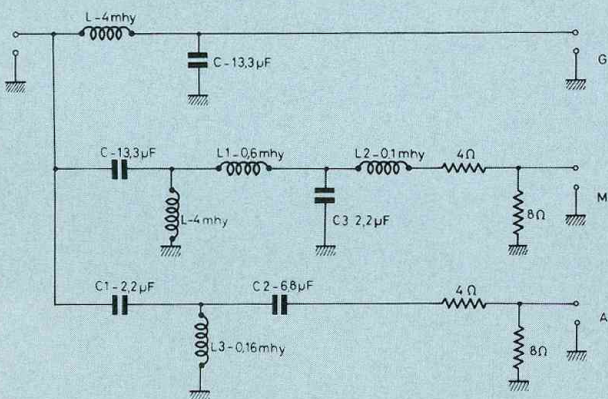 L-4mhy
C-13,3µF
G
C-13,3µF
L1-0,6mhy
L2-0,1mhy
4Ω
L-4mhy
C3 2,2µF
8Ω
M
C1-2,2µF
C2-6,8µF
4Ω
L3-0,16mhy
8Ω
A